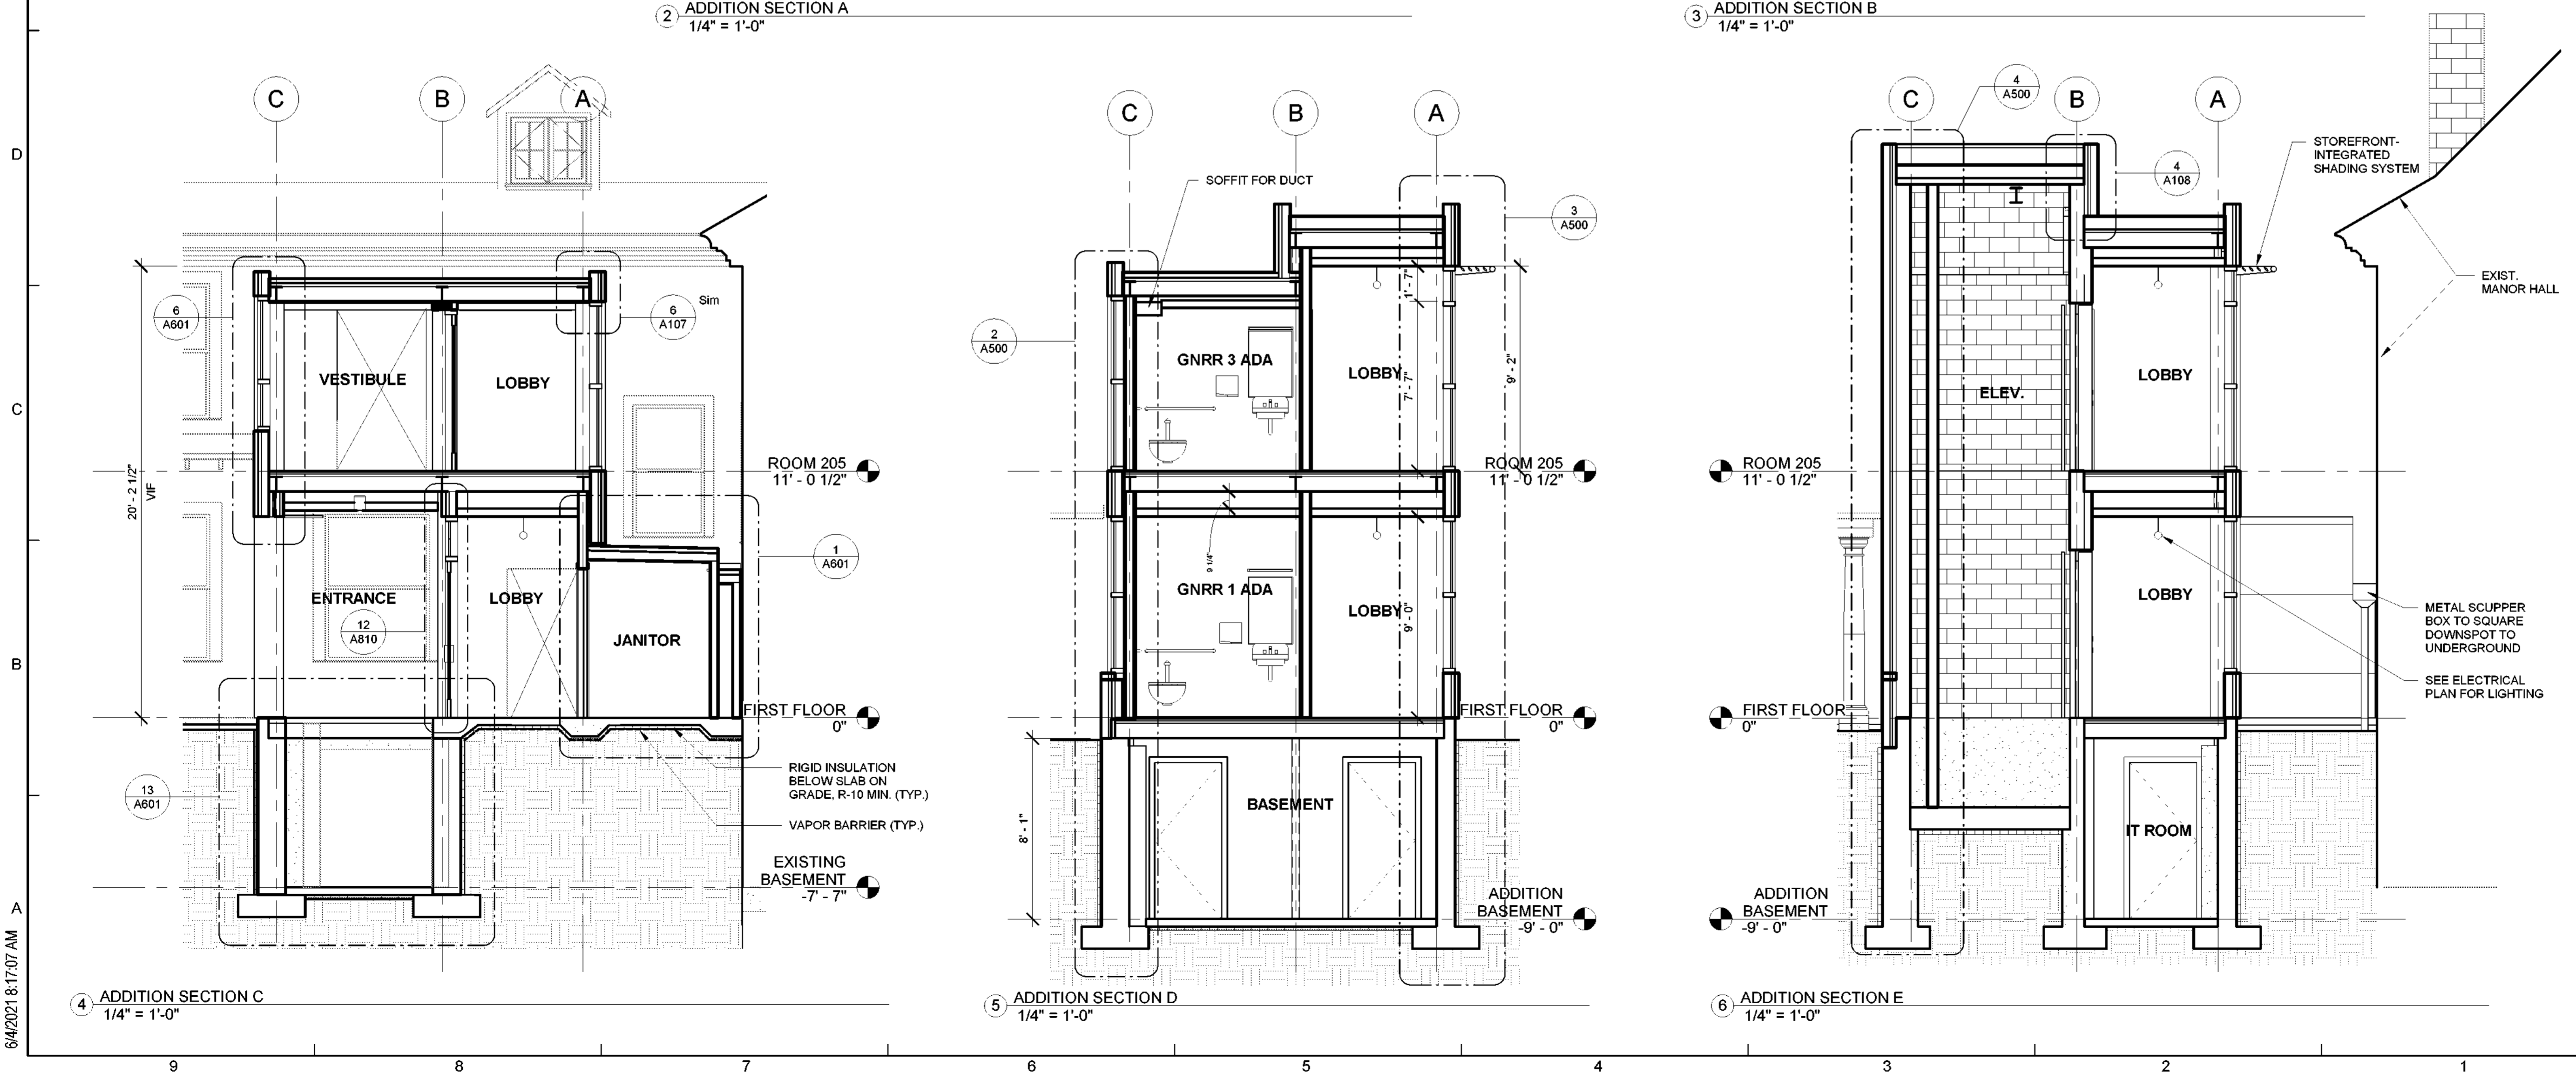 2 ADDITION SECTION A
1/4" = 1'-0"
3 ADDITION SECTION B
1/4" = 1'-0"
D
C
B
A
6/4/2021 8:17:07 AM
C
B
A
6
A601
6
A107
Sim
VESTIBULE
LOBBY
20' - 2 1/2"
VIF
ROOM 205
11' - 0 1/2"
1
A601
ENTRANCE
12
A810
LOBBY
JANITOR
FIRST FLOOR
0"
RIGID INSULATION
BELOW SLAB ON
GRADE, R-10 MIN. (TYP.)
VAPOR BARRIER (TYP.)
13
A601
EXISTING
BASEMENT
-7' - 7"
4 ADDITION SECTION C
1/4" = 1'-0"
C
B
A
SOFFIT FOR DUCT
3
A500
2
A500
1' - 7"
GNRR 3 ADA
LOBBY
7' - 7"
9' - 2"
ROOM 205
11' - 0 1/2"
9 1/4"
GNRR 1 ADA
LOBBY
9' - 0"
FIRST FLOOR
0"
8' - 1"
BASEMENT
ADDITION
BASEMENT
-9' - 0"
5 ADDITION SECTION D
1/4" = 1'-0"
C
B
A
4
A500
4
A108
STOREFRONT-
INTEGRATED
SHADING SYSTEM
EXIST.
MANOR HALL
ELEV.
LOBBY
ROOM 205
11' - 0 1/2"
LOBBY
METAL SCUPPER
BOX TO SQUARE
DOWNSPOT TO
UNDERGROUND
SEE ELECTRICAL
PLAN FOR LIGHTING
FIRST FLOOR
0"
IT ROOM
ADDITION
BASEMENT
-9' - 0"
6 ADDITION SECTION E
1/4" = 1'-0"
9 8 7 6 5 4 3 2 1